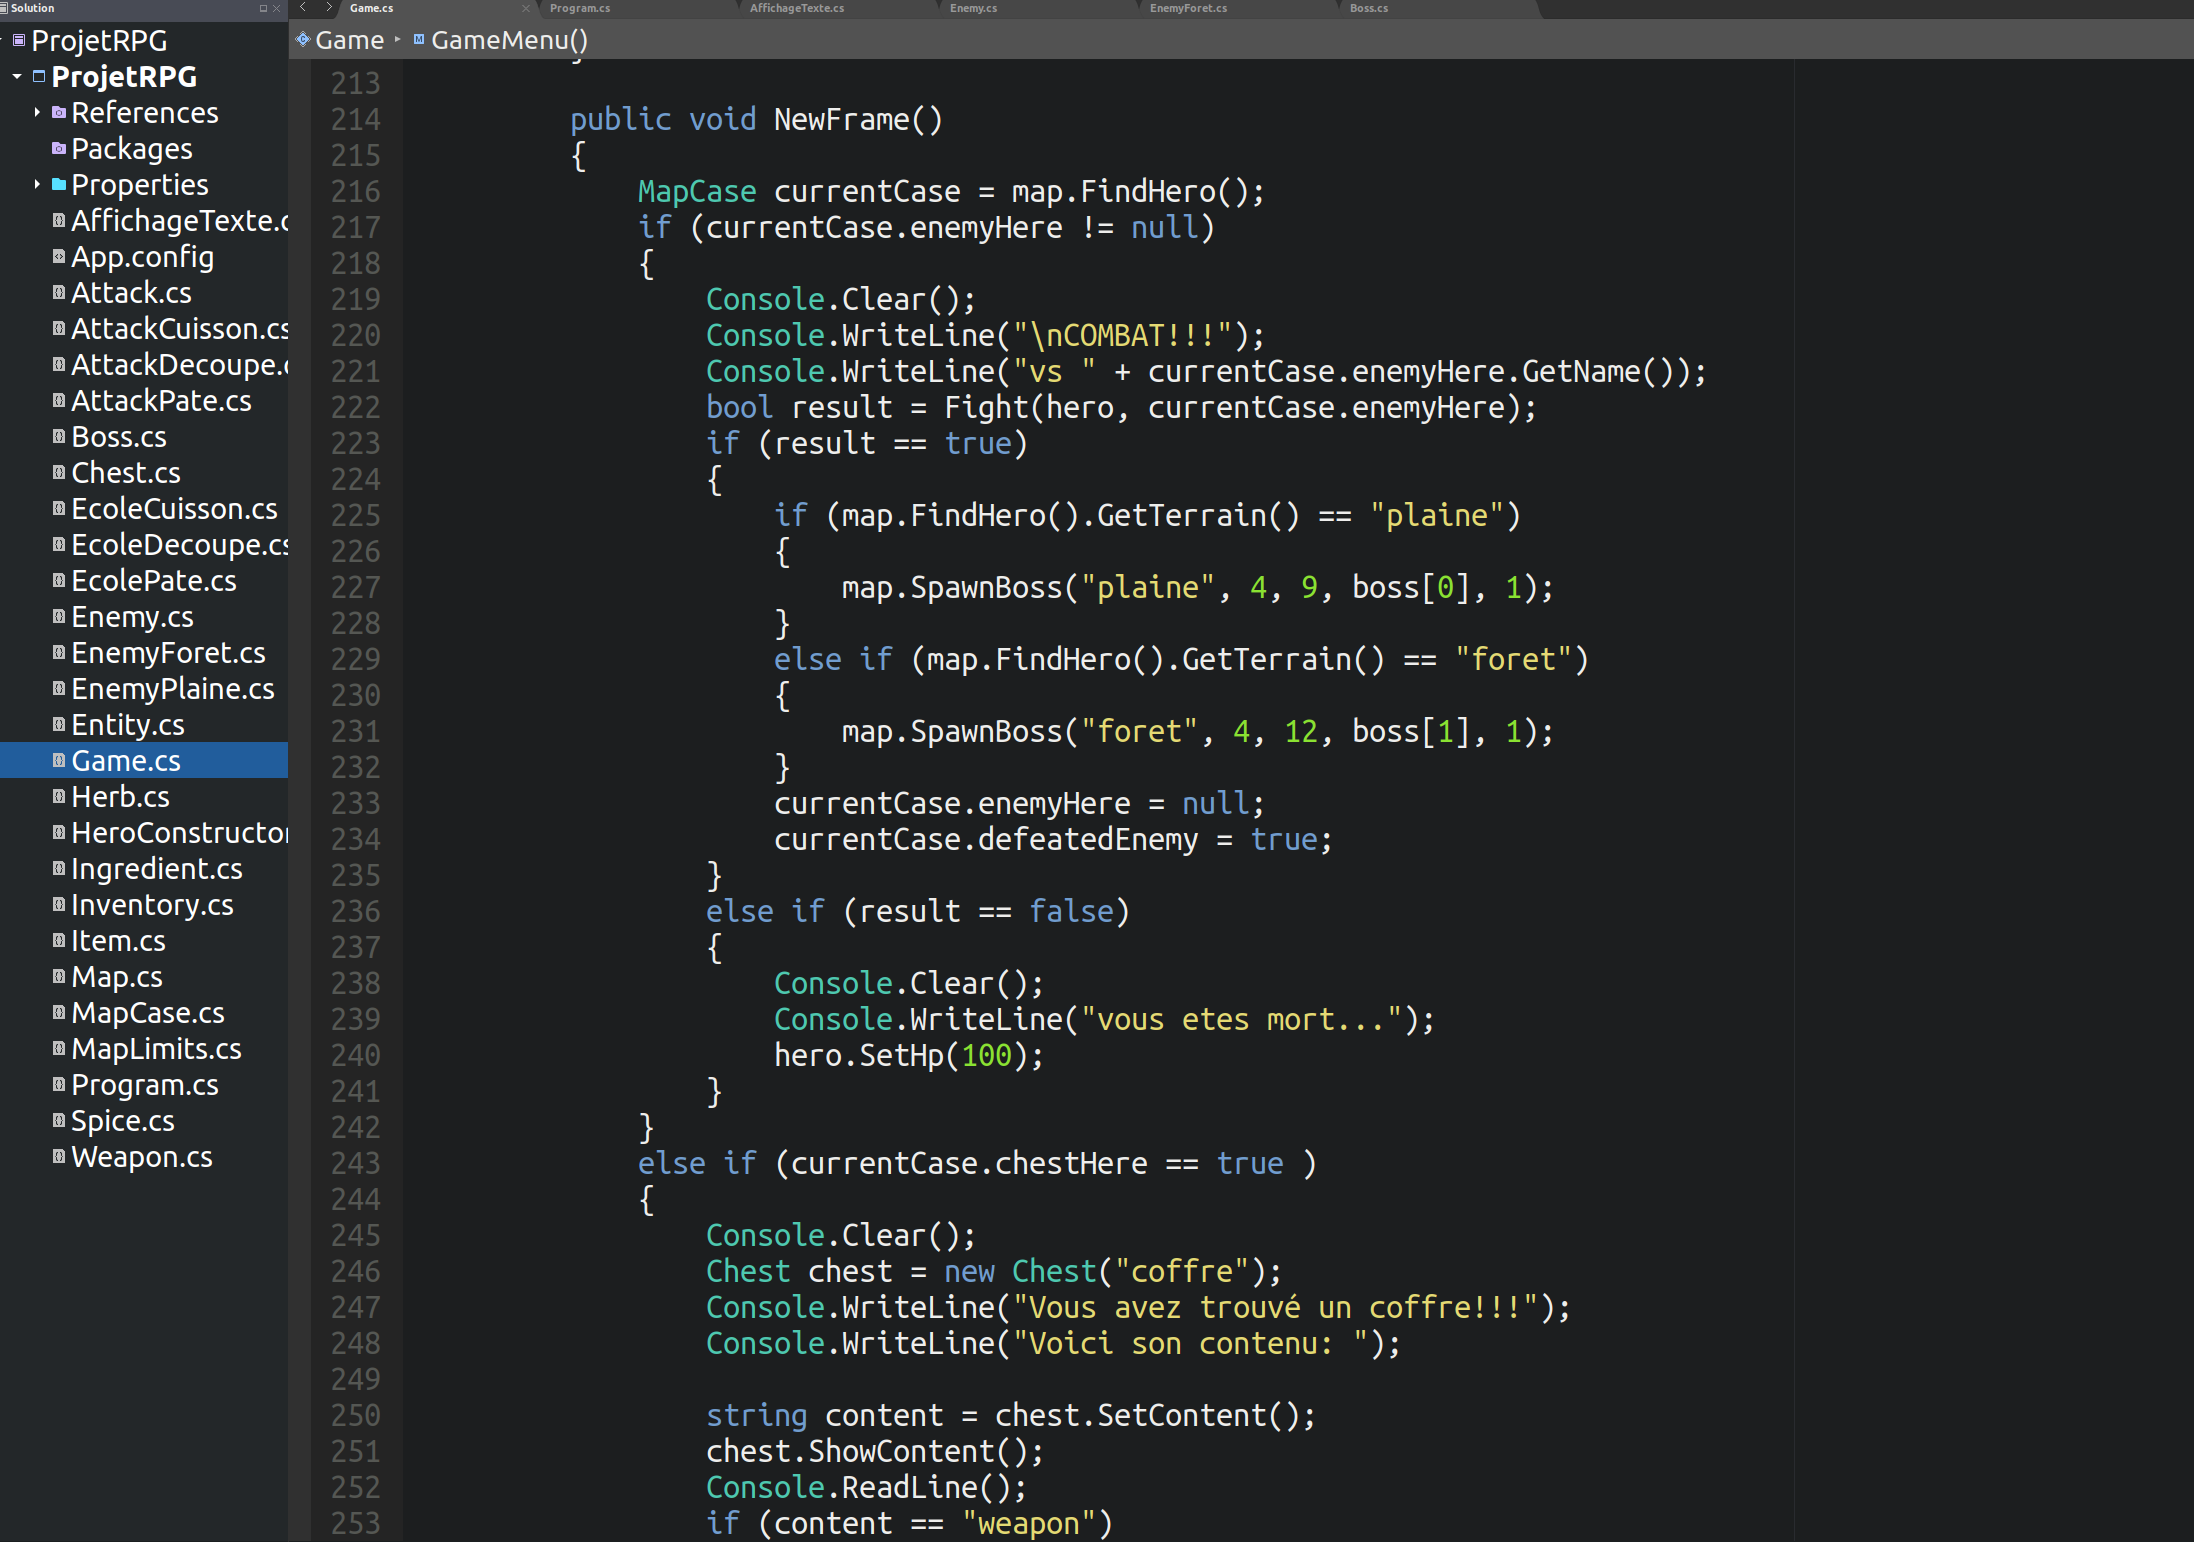 Solution
ProjetRPG
ProjetRPG
References
Packages
Properties
AffichageTexte.c
App.config
Attack.cs
AttackCuisson.cs
AttackDecoupe.c
AttackPate.cs
Boss.cs
Chest.cs
EcoleCuisson.cs
EcoleDecoupe.cs
EcolePate.cs
Enemy.cs
EnemyForet.cs
EnemyPlaine.cs
Entity.cs
Game.cs
Herb.cs
HeroConstructor
Ingredient.cs
Inventory.cs
Item.cs
Map.cs
MapCase.cs
MapLimits.cs
Program.cs
Spice.cs
Weapon.cs
Game.cs Program.cs AffichageTexte.cs Enemy.cs EnemyForet.cs Boss.cs
Game GameMenu()
213
214 public void NewFrame()
215 {
216 MapCase currentCase = map.FindHero();
217 if (currentCase.enemyHere != null)
218 {
219 Console.Clear();
220 Console.WriteLine("\nCOMBAT!!!");
221 Console.WriteLine("vs " + currentCase.enemyHere.GetName());
222 bool result = Fight(hero, currentCase.enemyHere);
223 if (result == true)
224 {
225 if (map.FindHero().GetTerrain() == "plaine")
226 {
227 map.SpawnBoss("plaine", 4, 9, boss[0], 1);
228 }
229 else if (map.FindHero().GetTerrain() == "foret")
230 {
231 map.SpawnBoss("foret", 4, 12, boss[1], 1);
232 }
233 currentCase.enemyHere = null;
234 currentCase.defeatedEnemy = true;
235 }
236 else if (result == false)
237 {
238 Console.Clear();
239 Console.WriteLine("vous etes mort...");
240 hero.SetHp(100);
241 }
242 }
243 else if (currentCase.chestHere == true )
244 {
245 Console.Clear();
246 Chest chest = new Chest("coffre");
247 Console.WriteLine("Vous avez trouvé un coffre!!!");
248 Console.WriteLine("Voici son contenu: ");
249
250 string content = chest.SetContent();
251 chest.ShowContent();
252 Console.ReadLine();
253 if (content == "weapon")